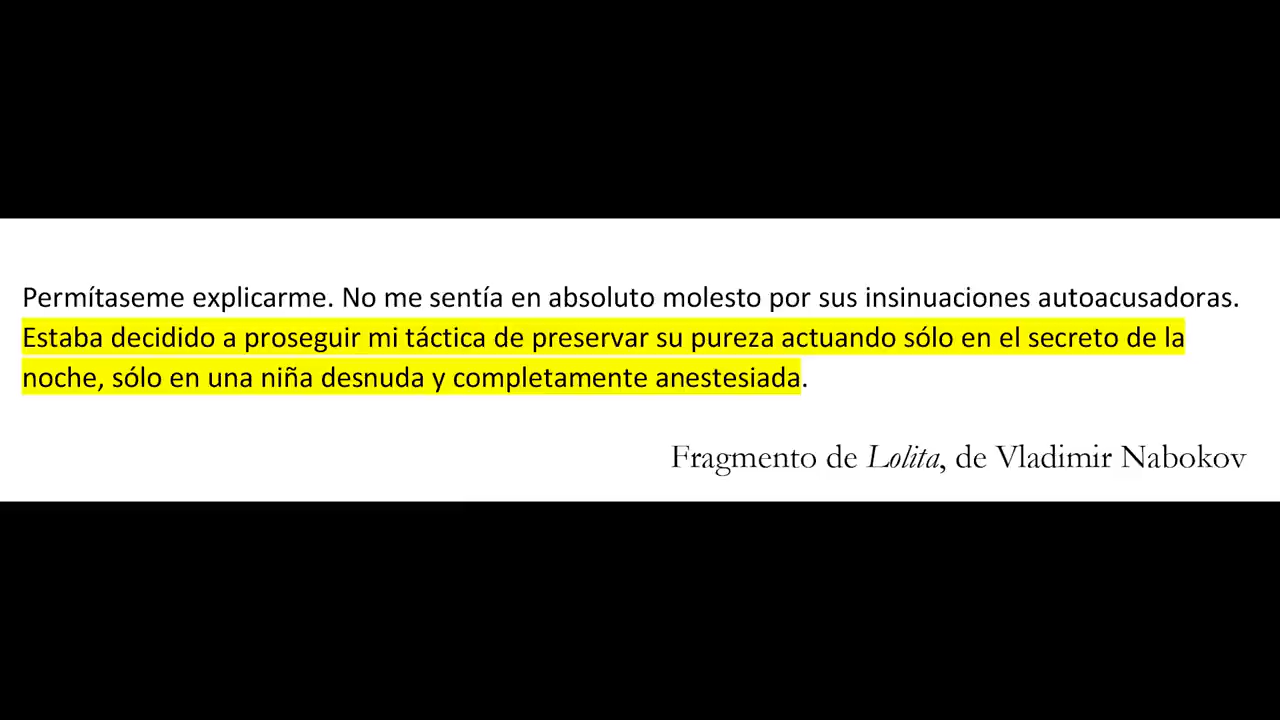 Permítaseme explicarme. No me sentía en absoluto molesto por sus insinuaciones autoacusadoras.
Estaba decidido a proseguir mi táctica de preservar su pureza actuando sólo en el secreto de la
noche, sólo en una niña desnuda y completamente anestesiada.
Fragmento de Lolita, de Vladimir Nabokov